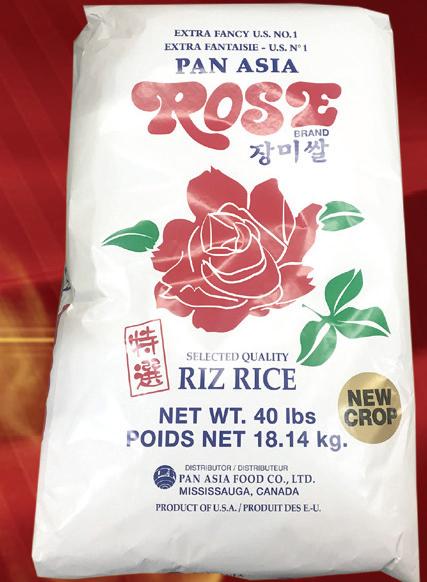 EXTRA FANCY U.S. NO.1
EXTRA FANTAISIE - U.S. N° 1
PAN ASIA
ROSE
BRAND
장미쌀
特選
SELECTED QUALITY
RIZ RICE
NEW
CROP
NET WT. 40 lbs
POIDS NET 18.14 kg.
DISTRIBUTOR / DISTRIBUTEUR
PAN ASIA FOOD CO., LTD.
MISSISSAUGA, CANADA
PRODUCT OF U.S.A. / PRODUIT DES E.-U.